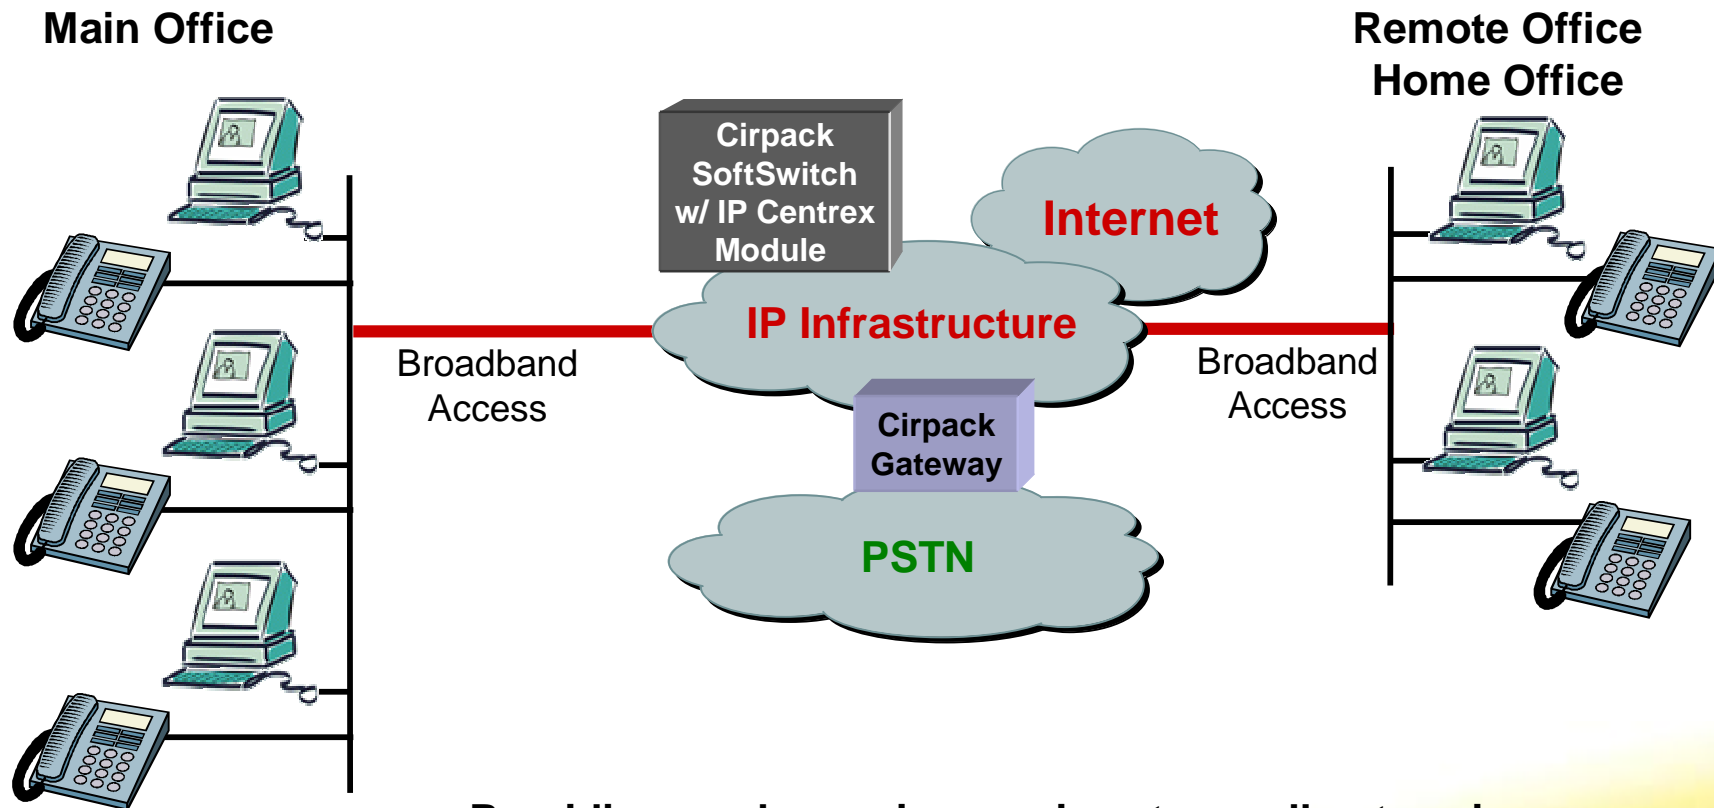 Main Office
Remote Office
Home Office
Cirpack
SoftSwitch
w/ IP Centrex
Module
Internet
IP Infrastructure
Broadband
Access
Broadband
Access
Cirpack
Gateway
PSTN